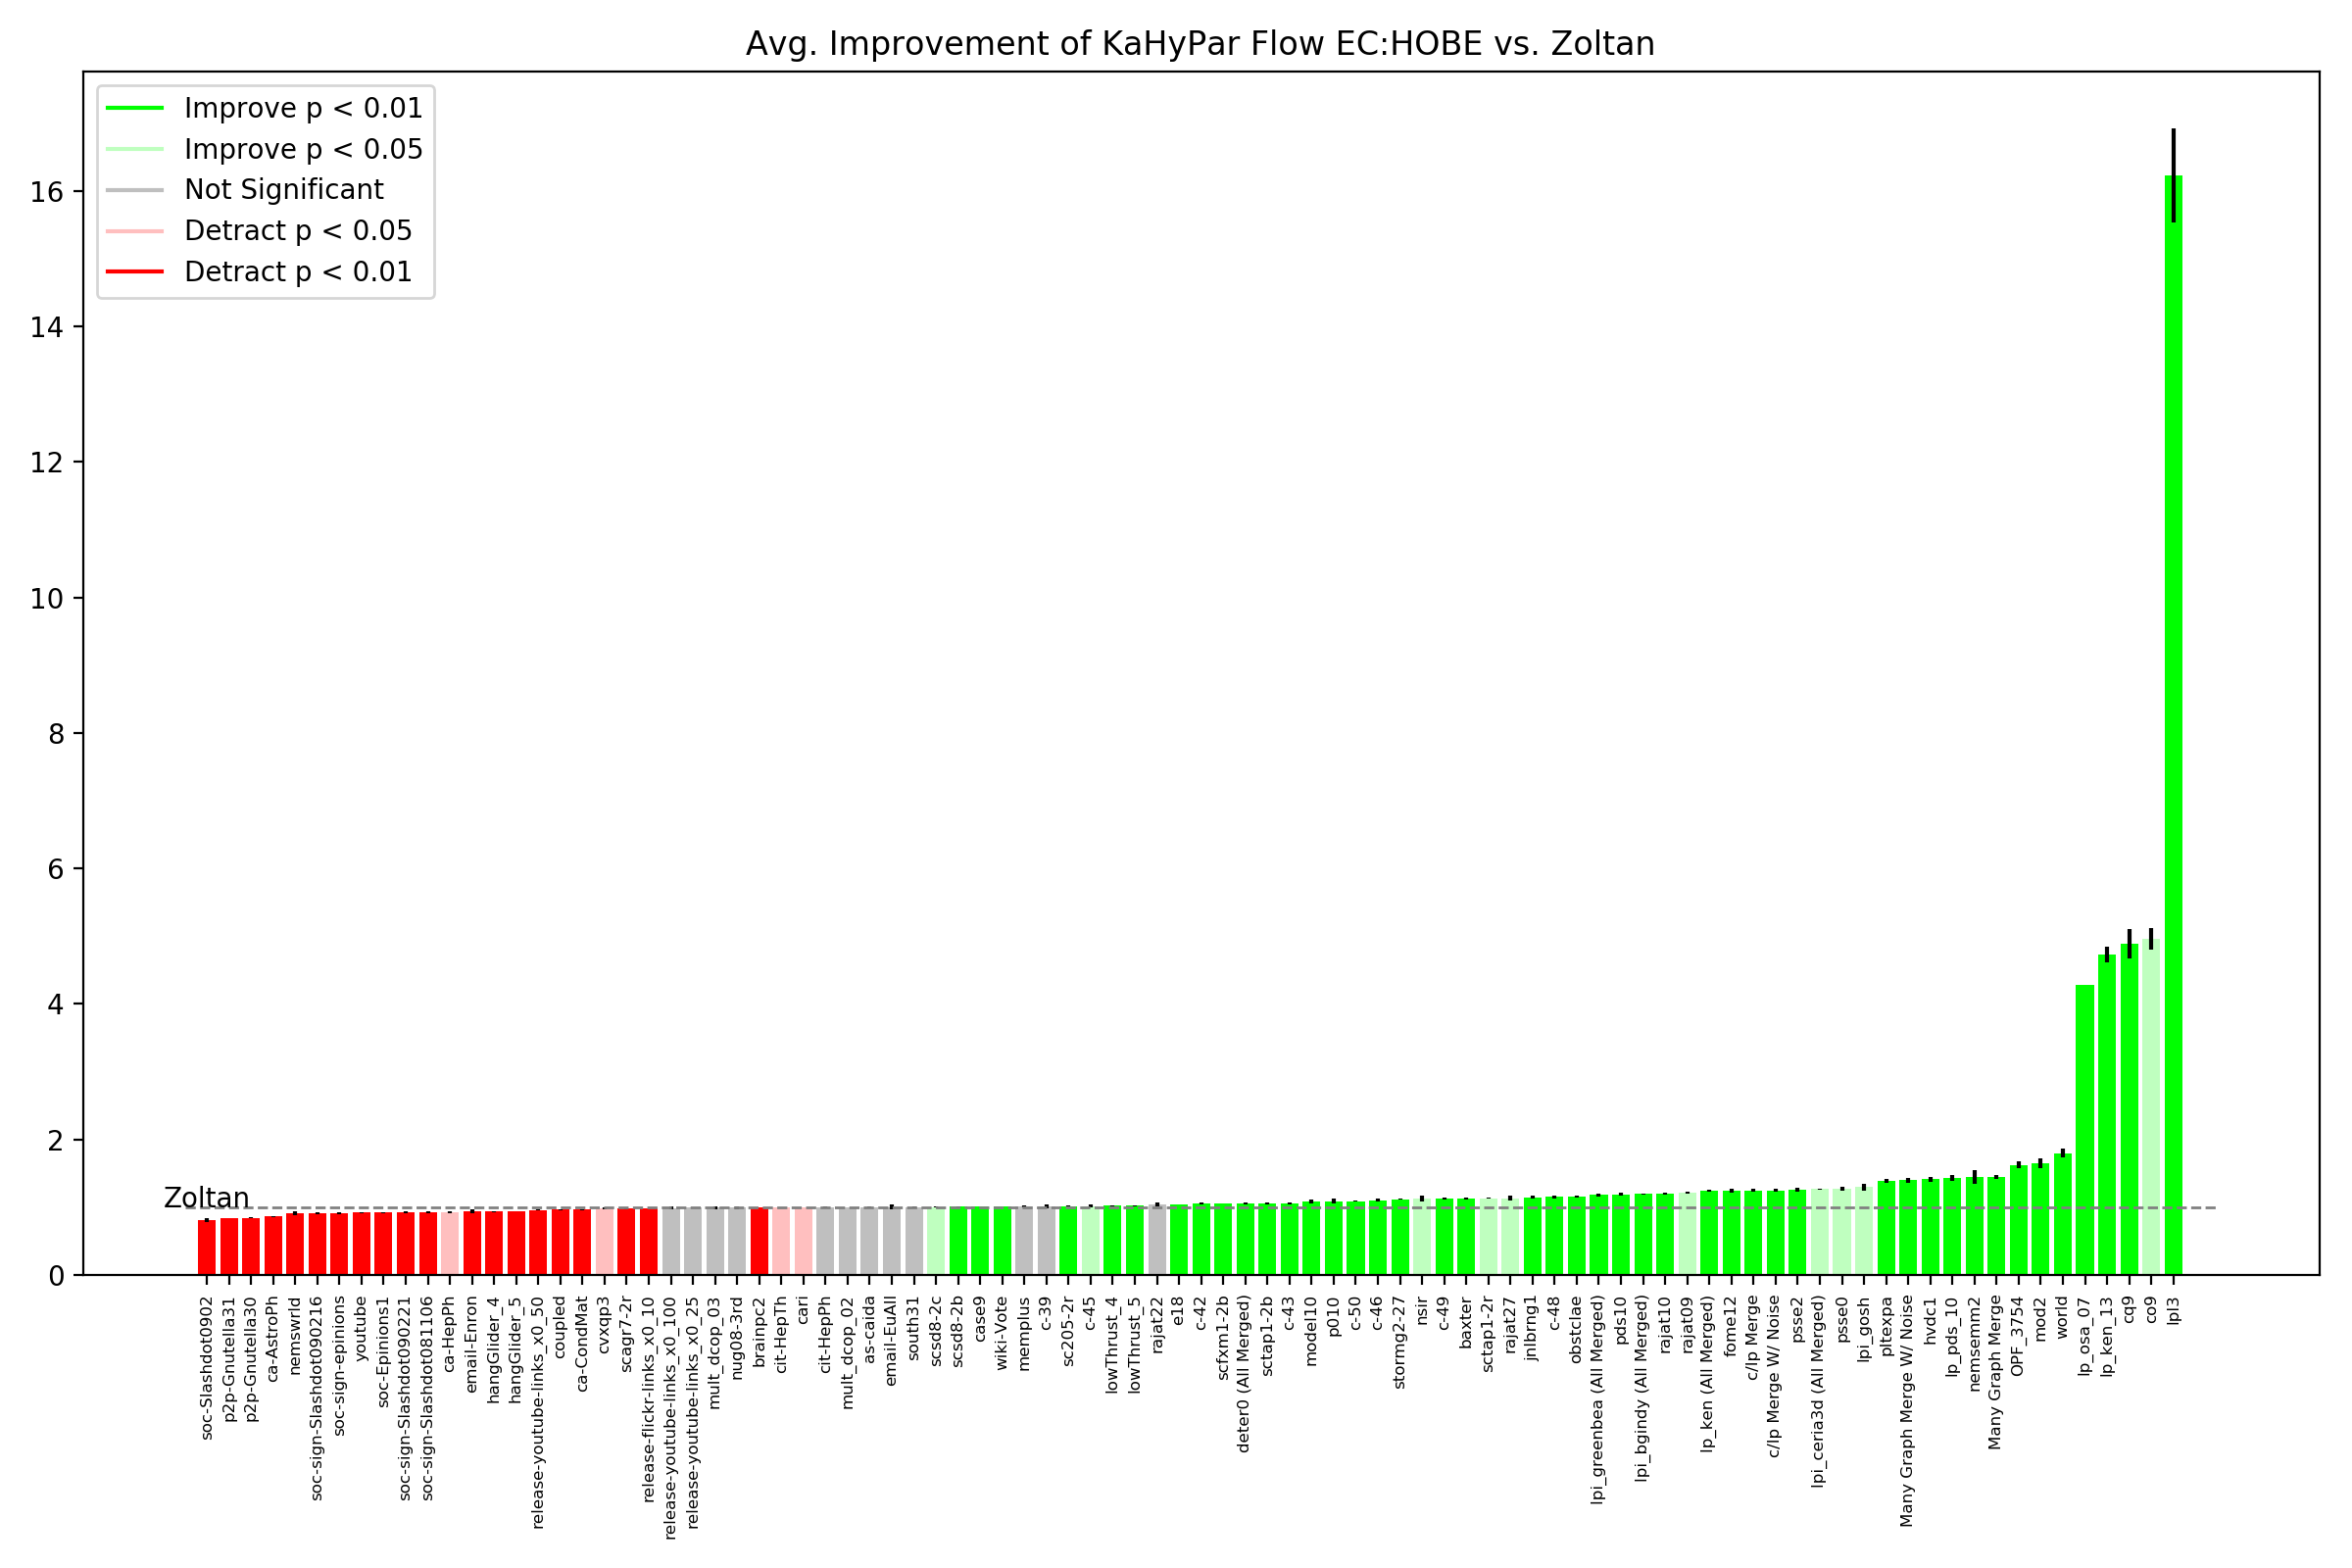 Avg. Improvement of KaHyPar Flow EC:HOBE vs. Zoltan
Improve p < 0.01
Improve p < 0.05
Not Significant
Detract p < 0.05
Detract p < 0.01
16
14
12
10
8
6
4
2
0
Zoltan
soc-Slashdot0902
p2p-Gnutella31
p2p-Gnutella30
ca-AstroPh
nemswrld
soc-sign-Slashdot090216
soc-sign-epinions
youtube
soc-Epinions1
soc-sign-Slashdot090221
soc-sign-Slashdot081106
ca-HepPh
email-Enron
hangGlider_4
hangGlider_5
release-youtube-links_x0_50
coupled
ca-CondMat
cvxqp3
scagr7-2r
release-flickr-links_x0_10
release-youtube-links_x0_100
release-youtube-links_x0_25
mult_dcop_03
nug08-3rd
brainpc2
cit-HepTh
cari
cit-HepPh
mult_dcop_02
as-caida
email-EuAll
south31
scsd8-2c
scsd8-2b
case9
wiki-Vote
memplus
c-39
sc205-2r
c-45
lowThrust_4
lowThrust_5
rajat22
e18
c-42
scfxm1-2b
deter0 (All Merged)
sctap1-2b
c-43
model10
p010
c-50
c-46
stormg2-27
nsir
c-49
baxter
sctap1-2r
rajat27
jnlbrng1
c-48
obstclae
lpi_greenbea (All Merged)
pds10
lpi_bgindy (All Merged)
rajat10
rajat09
lp_ken (All Merged)
fome12
c/lp Merge
c/lp Merge W/ Noise
psse2
lpi_ceria3d (All Merged)
psse0
lpi_gosh
pltexpa
Many Graph Merge W/ Noise
hvdc1
lp_pds_10
nemsemm2
Many Graph Merge
OPF_3754
mod2
world
lp_osa_07
lp_ken_13
cq9
co9
lpl3